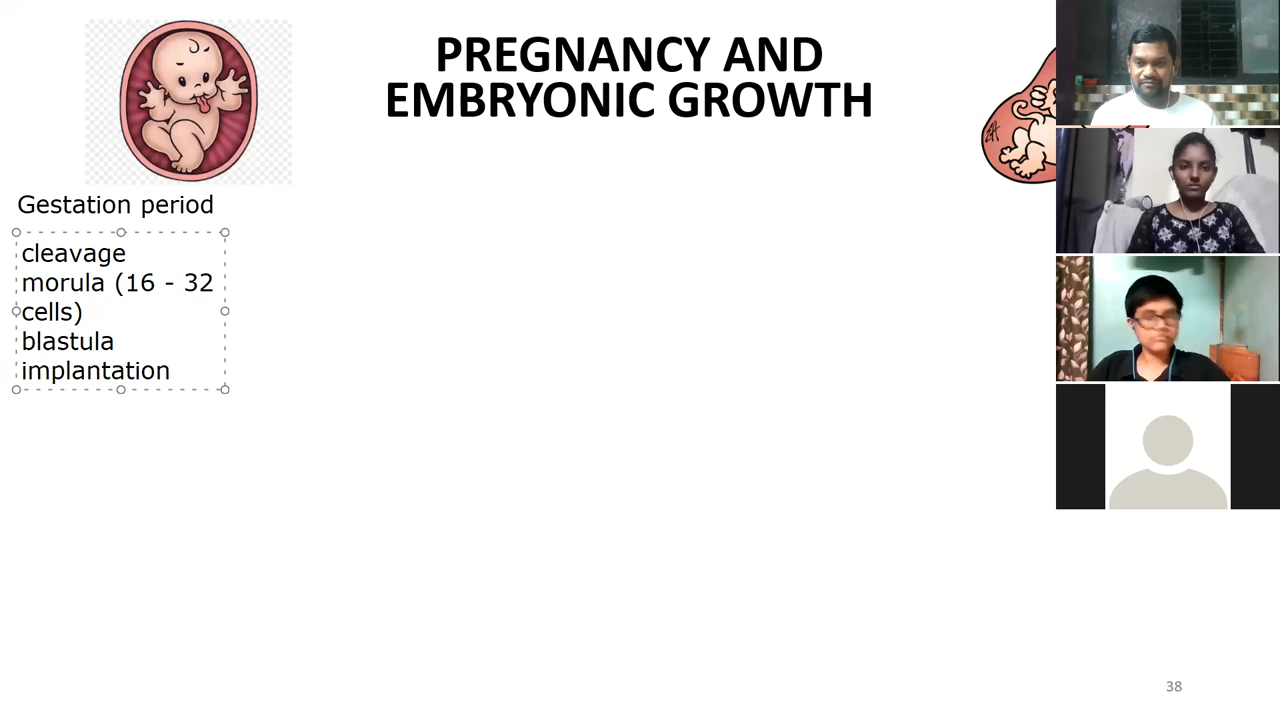 PREGNANCY AND
EMBRYONIC GROWTH
Gestation period
cleavage
morula (16 - 32
cells)
blastula
implantation
38